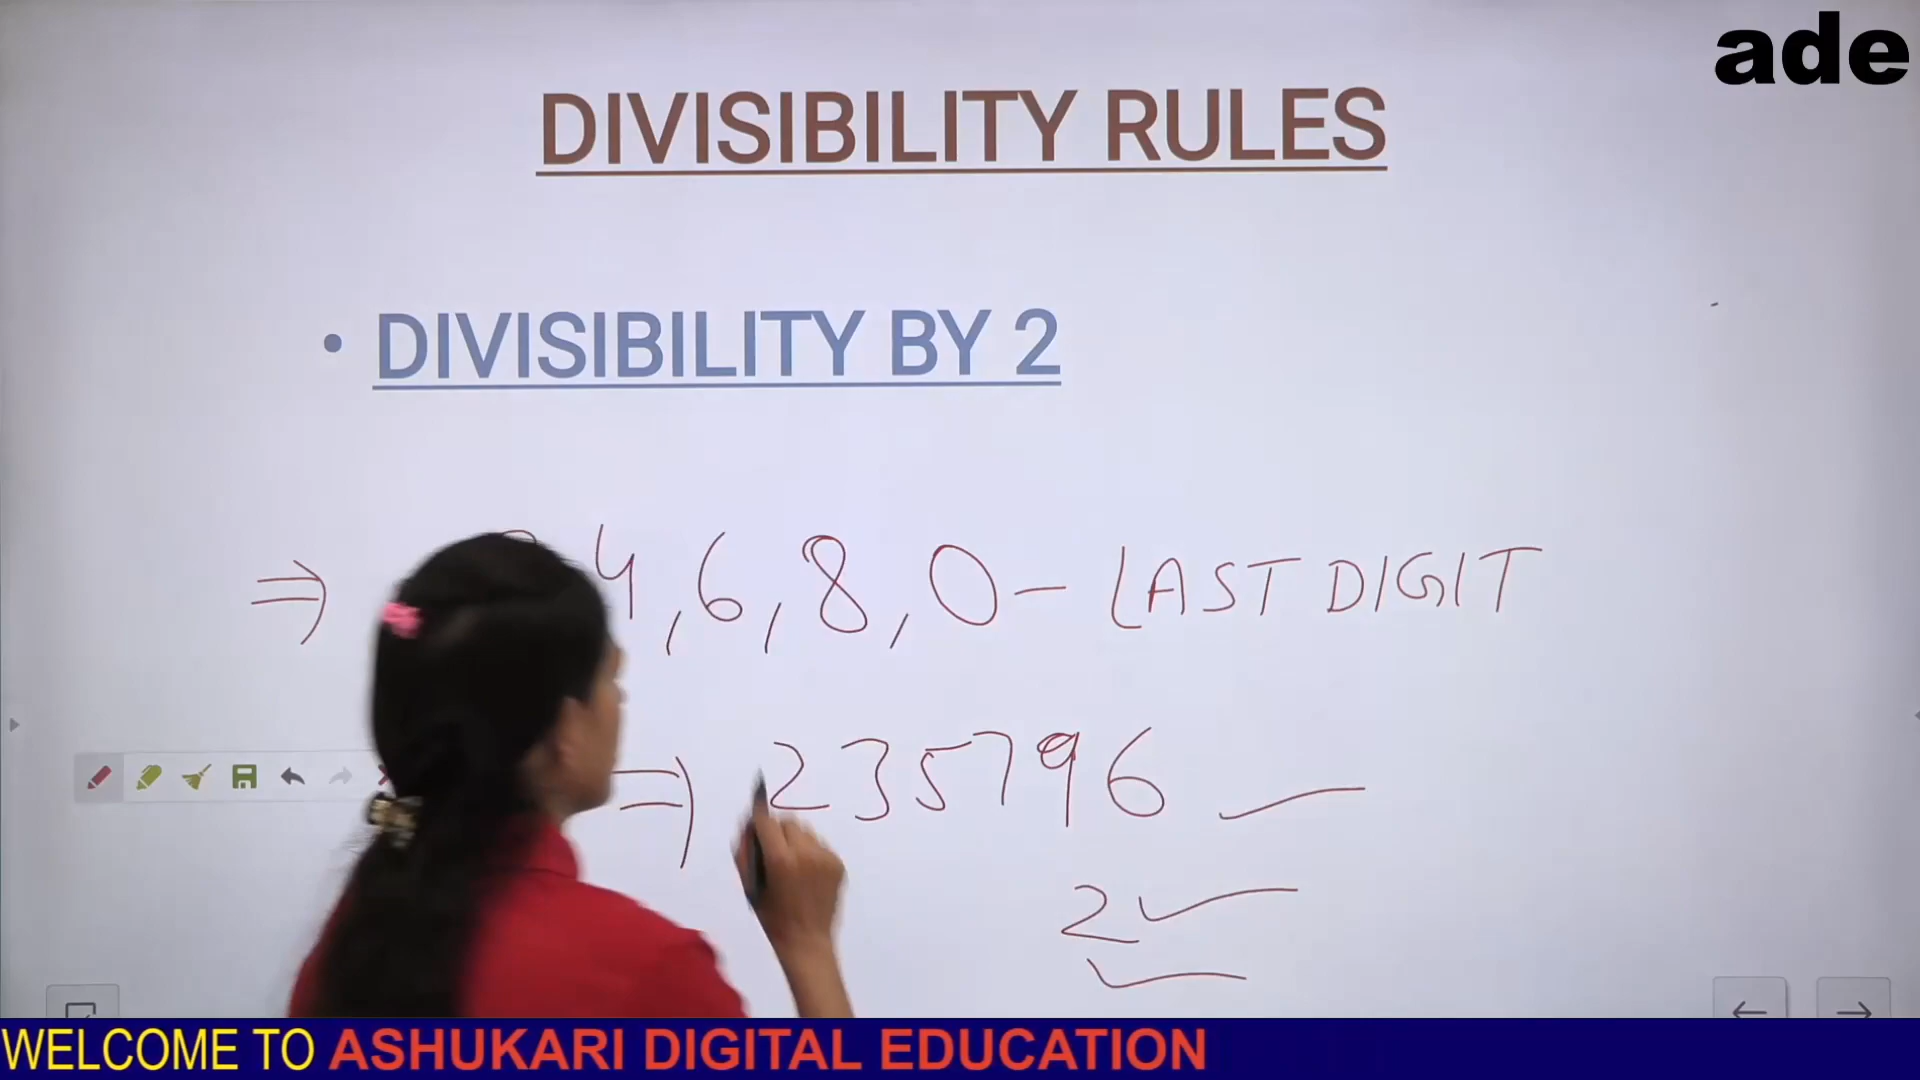 ade
DIVISIBILITY RULES
• DIVISIBILITY BY 2
⇒ 4, 6, 8, 0 - LAST DIGIT
⇒ 235796
2
WELCOME TO ASHUKARI DIGITAL EDUCATION